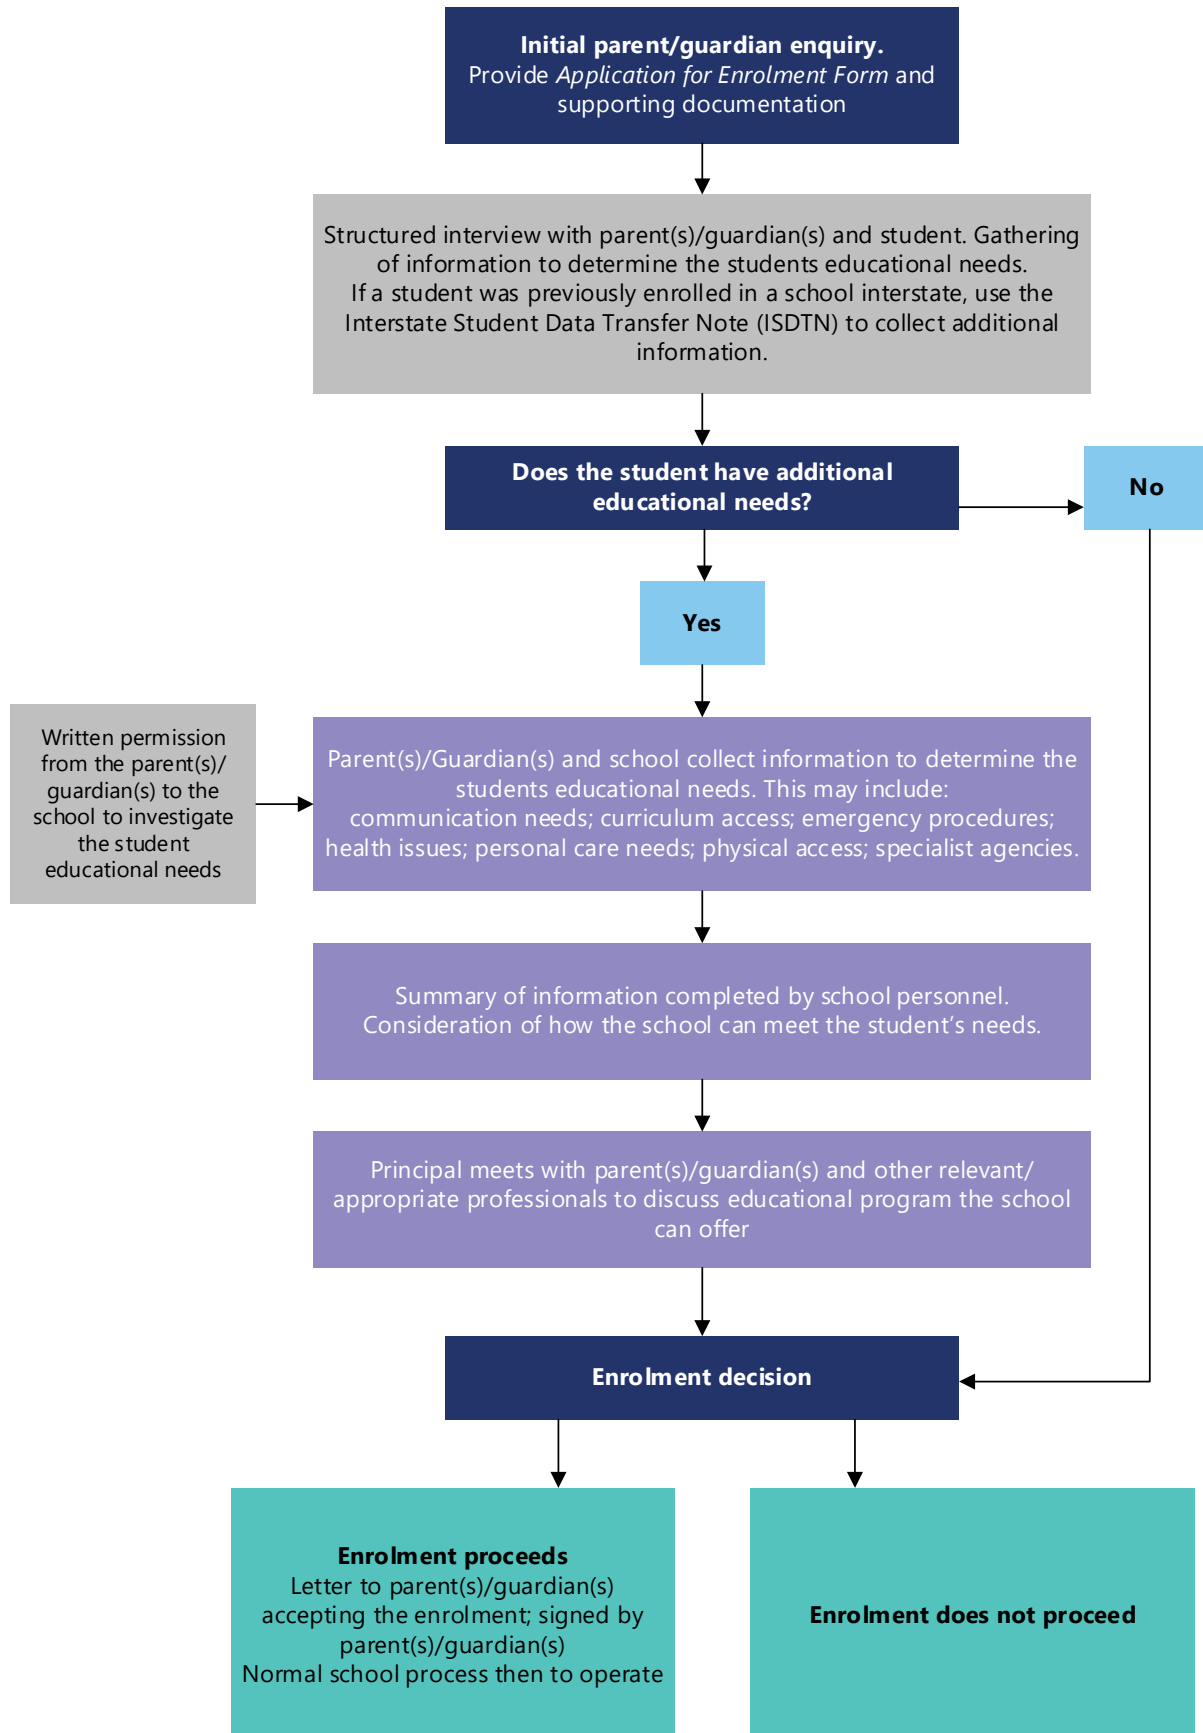 Initial parent/guardian enquiry.
Provide Application for Enrolment Form and
supporting documentation
Structured interview with parent(s)/guardian(s) and student. Gathering
of information to determine the students educational needs.
If a student was previously enrolled in a school interstate, use the
Interstate Student Data Transfer Note (ISDTN) to collect additional
information.
Does the student have additional
educational needs?
No
Yes
Written permission
from the parent(s)/
guardian(s) to the
school to investigate
the student
educational needs
Parent(s)/Guardian(s) and school collect information to determine the
students educational needs. This may include:
communication needs; curriculum access; emergency procedures;
health issues; personal care needs; physical access; specialist agencies.
Summary of information completed by school personnel.
Consideration of how the school can meet the student’s needs.
Principal meets with parent(s)/guardian(s) and other relevant/
appropriate professionals to discuss educational program the school
can offer
Enrolment decision
Enrolment proceeds
Letter to parent(s)/guardian(s)
accepting the enrolment; signed by
parent(s)/guardian(s)
Normal school process then to operate
Enrolment does not proceed